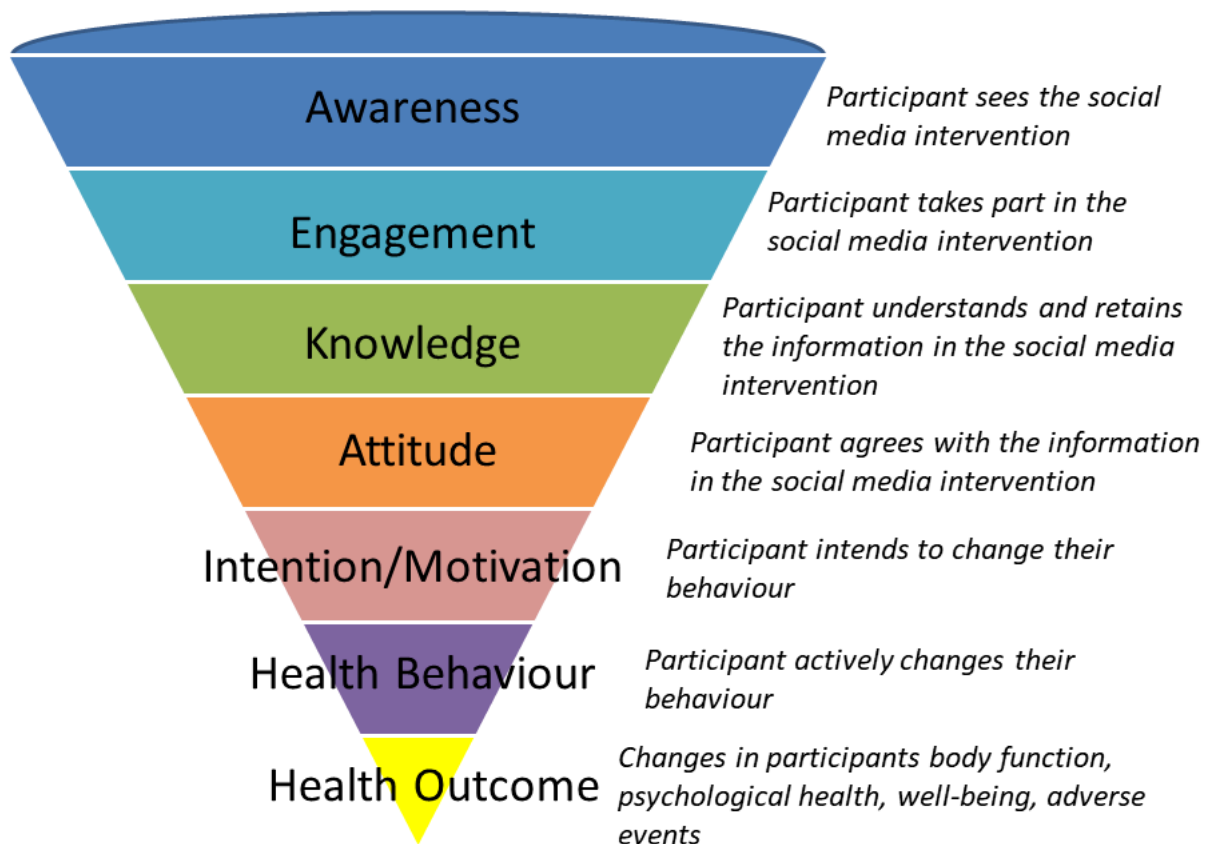 Awareness
Participant sees the social
media intervention
Engagement
Participant takes part in the
social media intervention
Knowledge
Participant understands and retains
the information in the social media
intervention
Attitude
Participant agrees with the information
in the social media intervention
Intention/Motivation
Participant intends to change their
behaviour
Health Behaviour
Participant actively changes their
behaviour
Health Outcome
Changes in participants body function,
psychological health, well-being, adverse
events